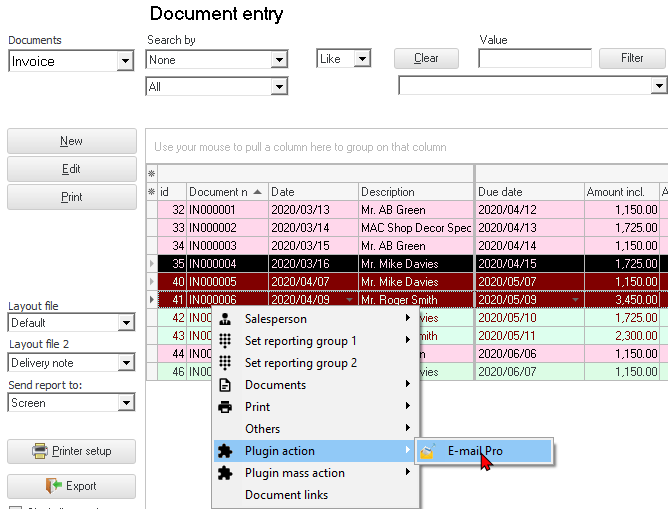 Document entry
Documents
Search by
Value
Invoice
None
Like
Clear
Filter
All
New
Edit
Print
Use your mouse to pull a column here to group on that column
id Document n Date Description Due date Amount incl. A
32 IN000001 2020/03/13 Mr. AB Green 2020/04/12 1,150.00
33 IN000002 2020/03/14 MAC Shop Decor Spec 2020/04/13 1,725.00
34 IN000003 2020/03/15 Mr. AB Green 2020/04/14 1,150.00
35 IN000004 2020/03/16 Mr. Mike Davies 2020/04/15 1,725.00
40 IN000005 2020/04/07 Mr. Mike Davies 2020/05/07 1,150.00
41 IN000006 2020/04/09 Mr. Roger Smith 2020/05/09 3,450.00
42 IN0 vies 2020/05/10 1,725.00
43 IN0 mith 2020/05/11 2,300.00
44 IN0 n 2020/06/06 1,150.00
46 IN0 vies 2020/06/07 1,150.00
Layout file
Default
Layout file 2
Delivery note
Send report to:
Screen
Printer setup
Export
Salesperson
Set reporting group 1
Set reporting group 2
Documents
Print
Others
Plugin action
Plugin mass action
Document links
E-mail Pro